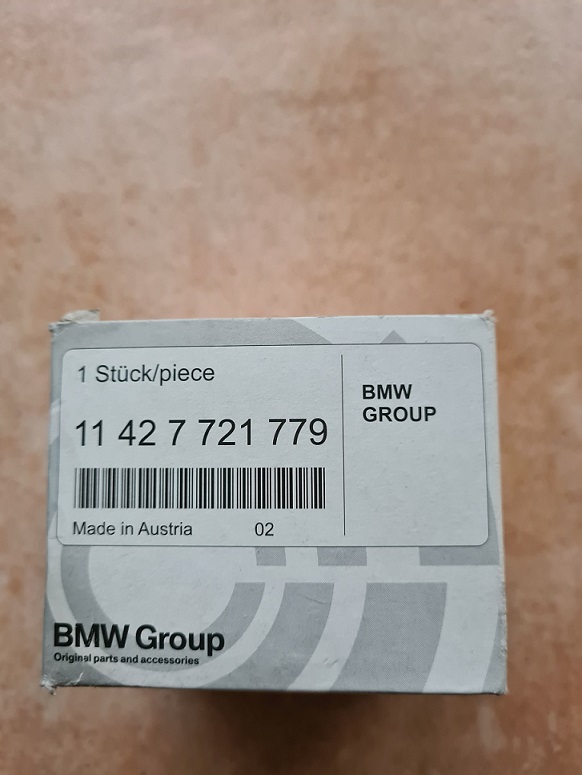 1 Stück/piece
11 42 7 721 779
Made in Austria 02
BMW
GROUP
BMW Group
Original parts and accessories